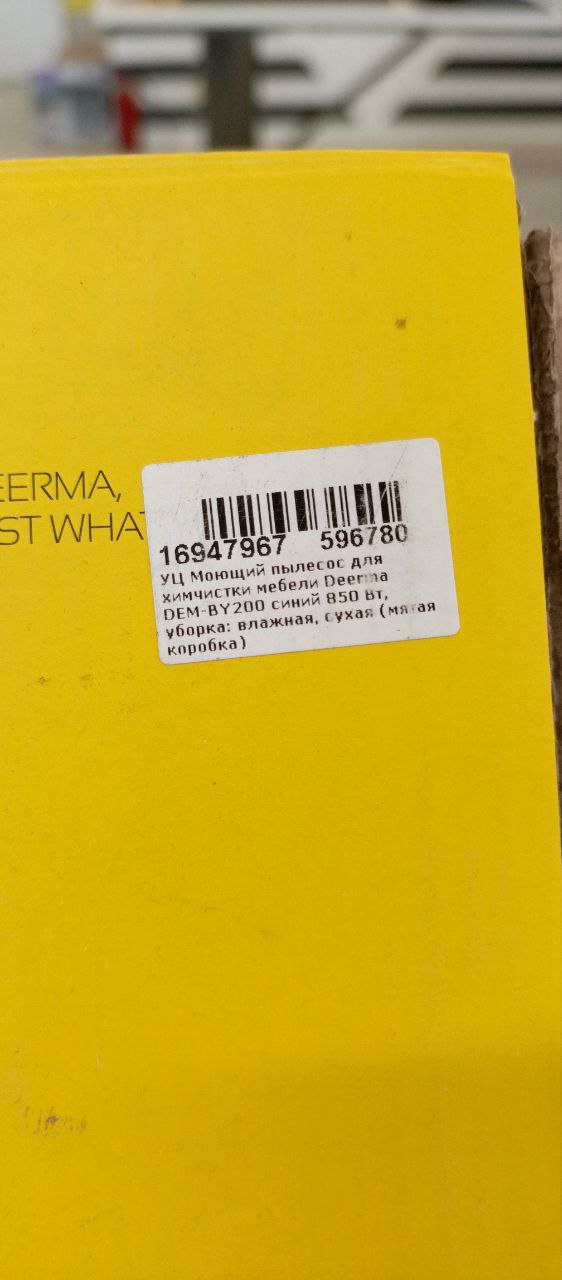 EERMA,
ST WHAT
16947967 596780
УЦ Моющий пылесос для
химчистки мебели Deerma
DEM-BY200 синий 850 Вт,
уборка: влажная, сухая (мятая
коробка)